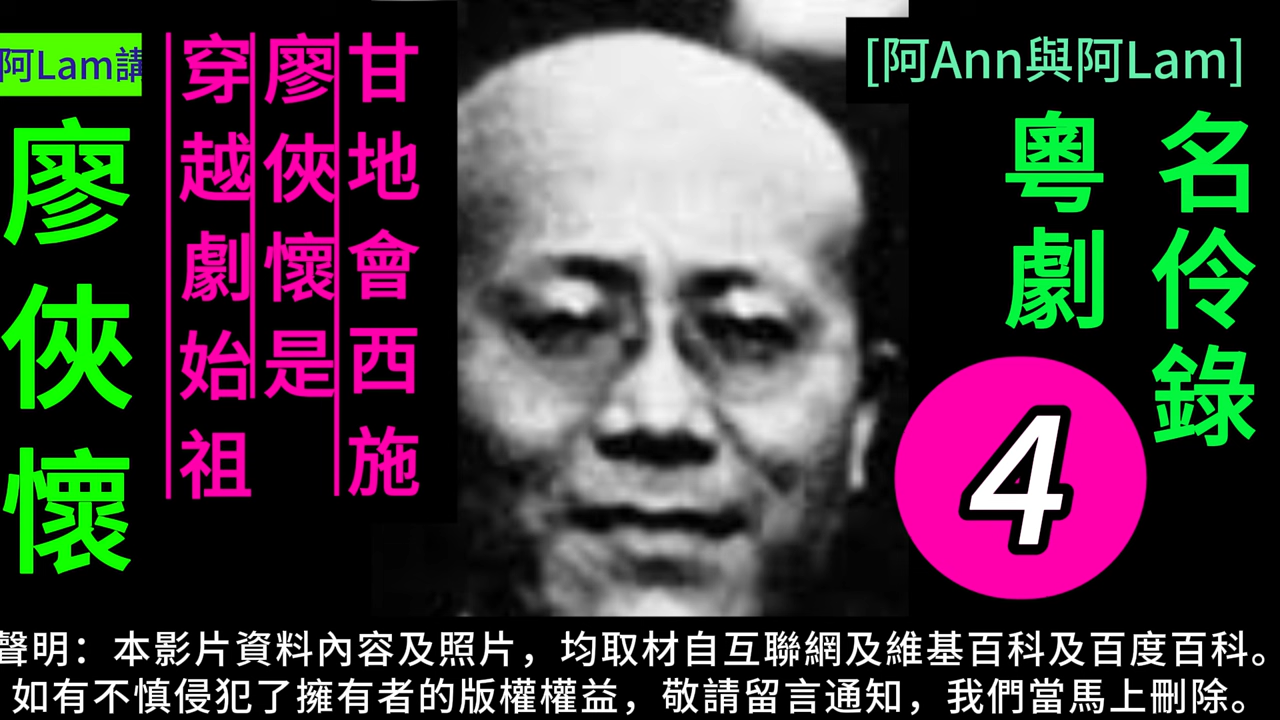 阿Lam講
廖俠懷
甘地會西施
廖俠懷是
穿越劇始祖
[阿Ann與阿Lam]
名伶錄
粵劇
4
聲明：本影片資料內容及照片，均取材自互聯網及維基百科及百度百科。
如有不慎侵犯了擁有者的版權權益，敬請留言通知，我們當馬上刪除。